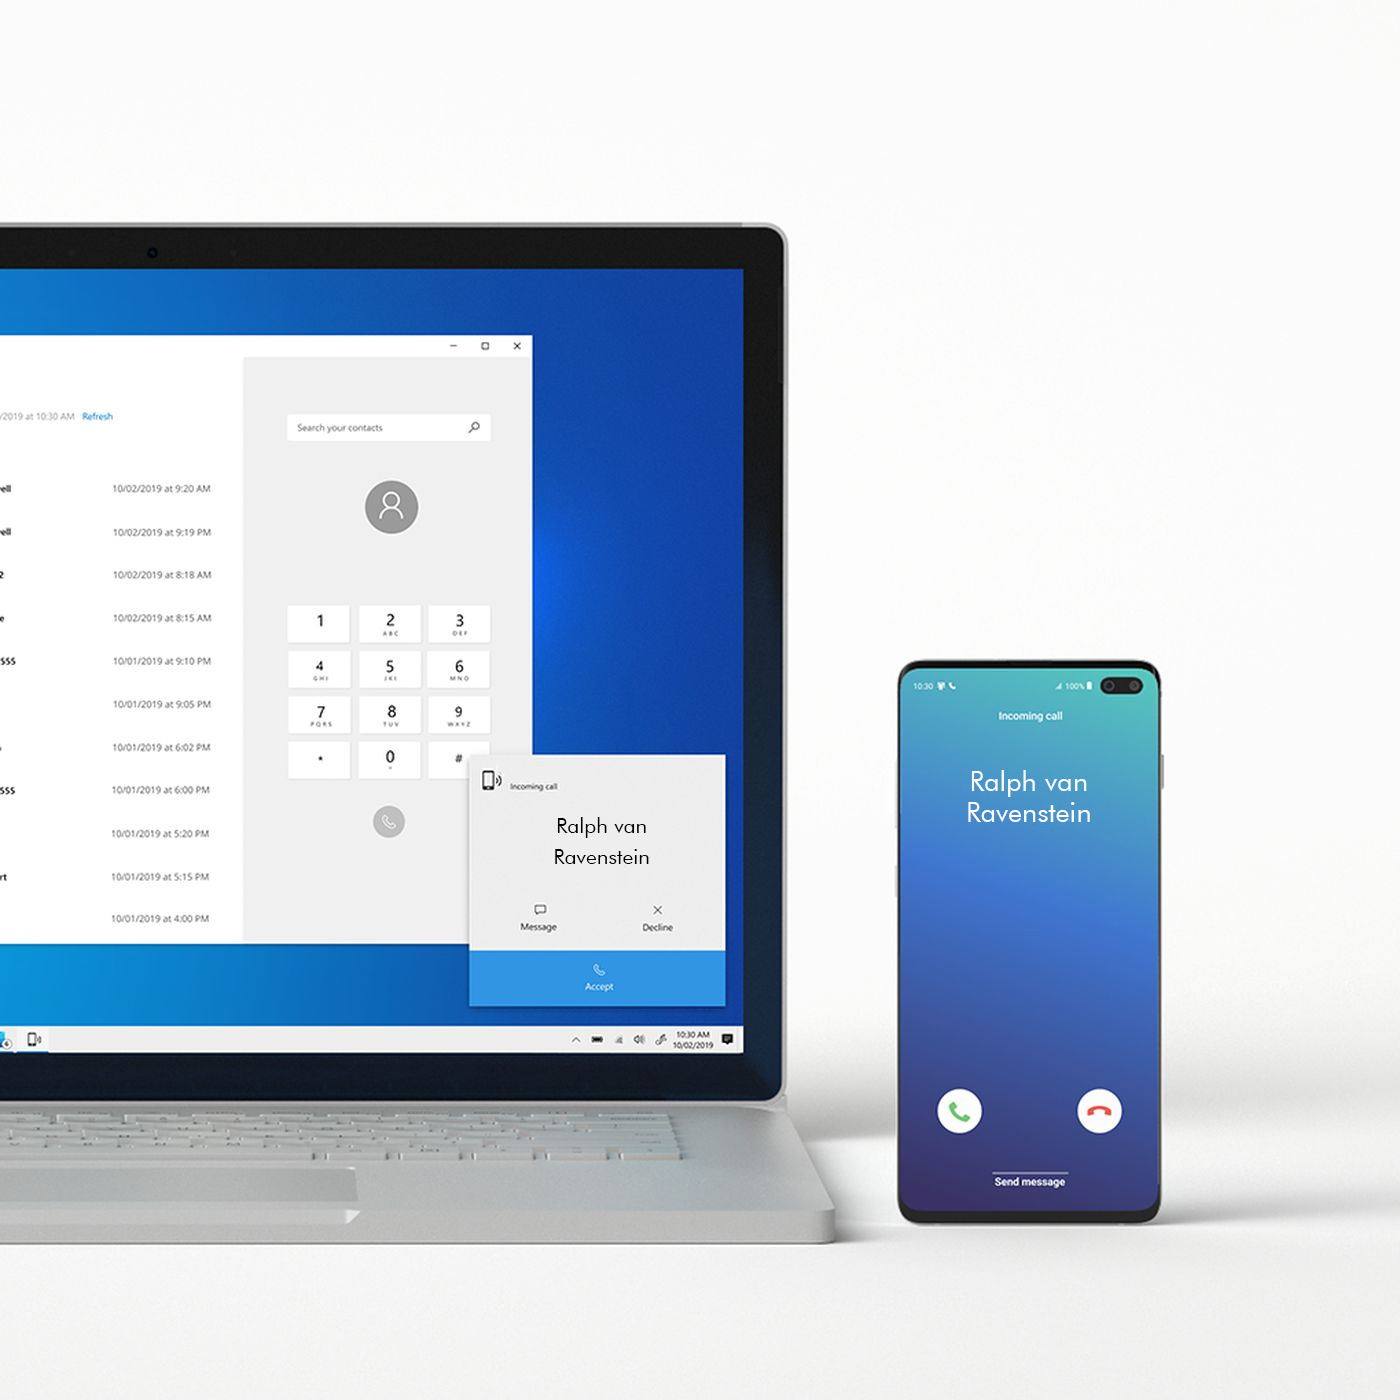 /2019 at 10:30 AM Refresh
ell 10/02/2019 at 9:20 AM
ell 10/02/2019 at 9:19 PM
2 10/02/2019 at 8:18 AM
e 10/02/2019 at 8:15 AM
sss 10/01/2019 at 9:10 PM
10/01/2019 at 9:05 PM
10/01/2019 at 6:02 PM
sss 10/01/2019 at 6:00 PM
10/01/2019 at 5:20 PM
rt 10/01/2019 at 5:15 PM
10/01/2019 at 4:00 PM
Search your contacts
1 2 3
ABC DEF
4 5 6
GHI JKL MNO
7 8 9
PQRS TUV WXYZ
* 0 #
+
Incoming call
Ralph van
Ravenstein
Message Decline
Accept
10:30 AM
10/02/2019
10:30 100%
Incoming call
Ralph van
Ravenstein
Send message